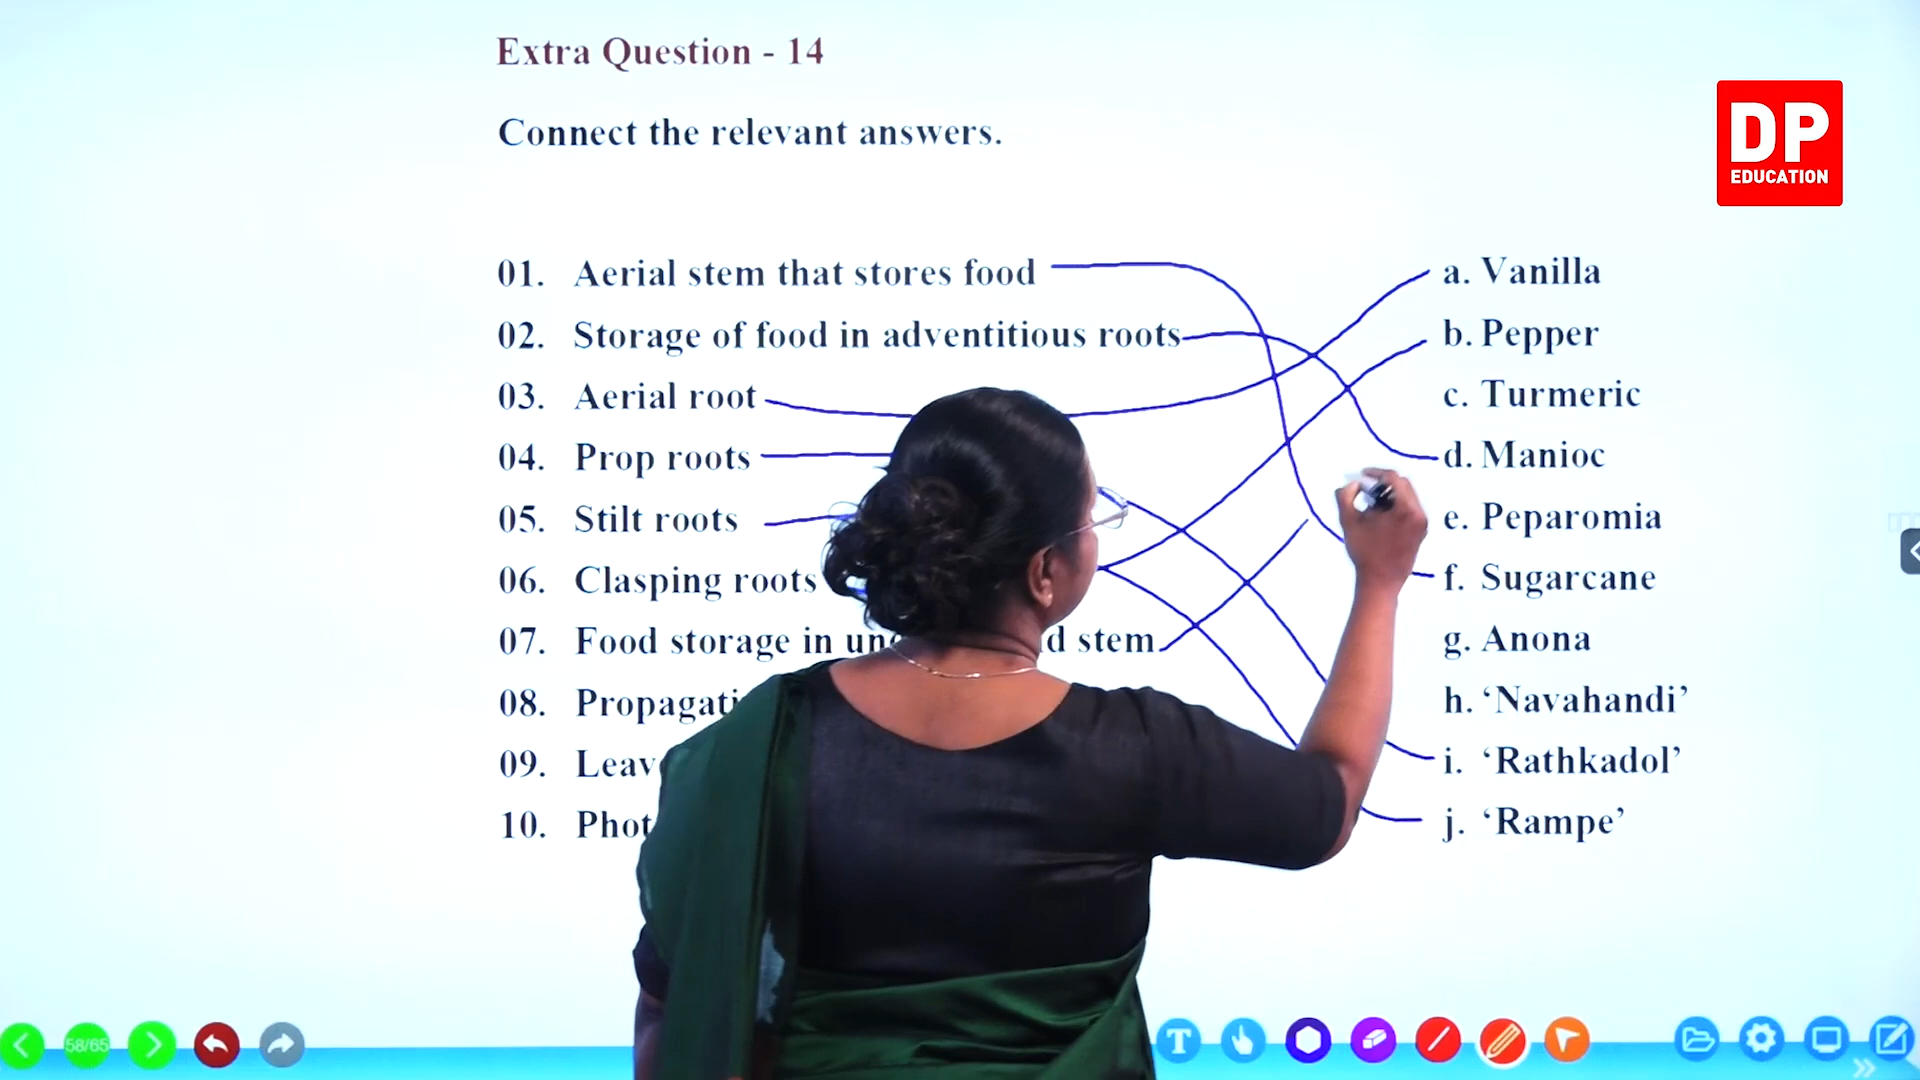 Extra Question - 14
DP
EDUCATION
Connect the relevant answers.
01. Aerial stem that stores food
a. Vanilla
02. Storage of food in adventitious roots
b. Pepper
03. Aerial root
c. Turmeric
04. Prop roots
d. Manioc
05. Stilt roots
e. Peparomia
06. Clasping roots
f. Sugarcane
07. Food storage in un d stem
g. Anona
08. Propagati
h. ‘Navahandi’
09. Leav
i. ‘Rathkadol’
10. Phot
j. ‘Rampe’
58/65
T